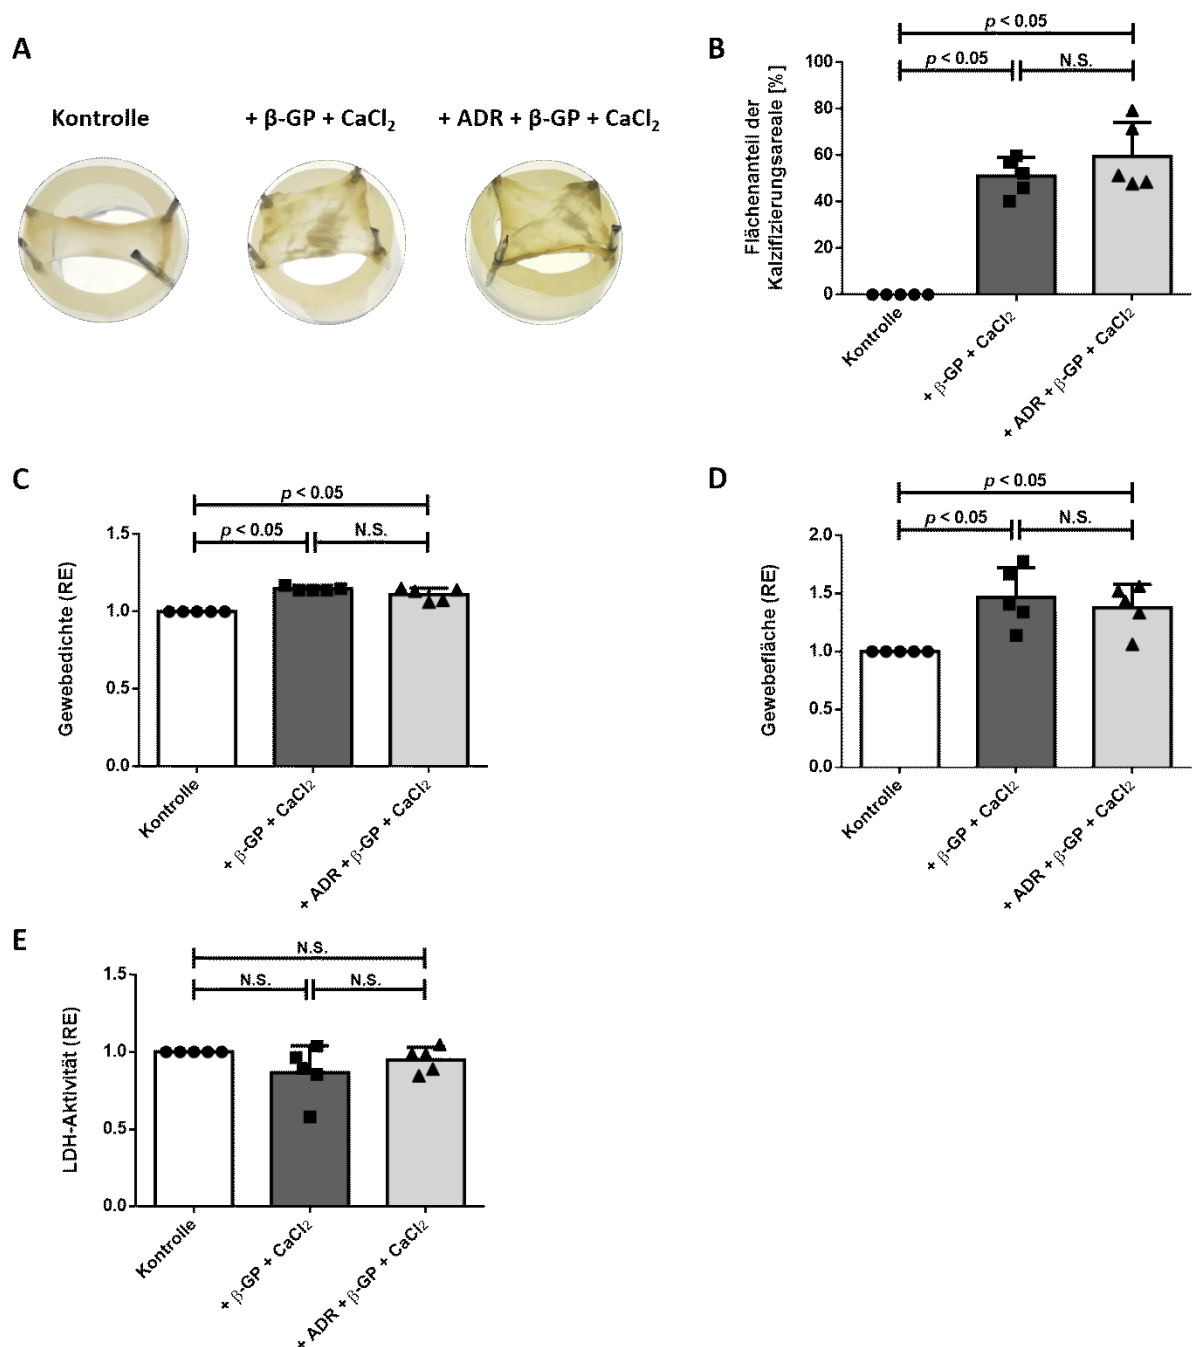 A
Kontrolle
+ β-GP + CaCl₂
+ ADR + β-GP + CaCl₂
B
p < 0.05
p < 0.05
N.S.
Flächenanteil der
Kalzifizierungsareale [%]
100
80
60
40
20
0
Kontrolle
+ β-GP + CaCl₂
+ ADR + β-GP + CaCl₂
C
p < 0.05
p < 0.05
N.S.
Gewebedichte (RE)
1.5
1.0
0.5
0.0
Kontrolle
+ β-GP + CaCl₂
+ ADR + β-GP + CaCl₂
D
p < 0.05
p < 0.05
N.S.
Gewebefläche (RE)
2.0
1.5
1.0
0.5
0.0
Kontrolle
+ β-GP + CaCl₂
+ ADR + β-GP + CaCl₂
E
N.S.
N.S.
N.S.
LDH-Aktivität (RE)
1.5
1.0
0.5
0.0
Kontrolle
+ β-GP + CaCl₂
+ ADR + β-GP + CaCl₂